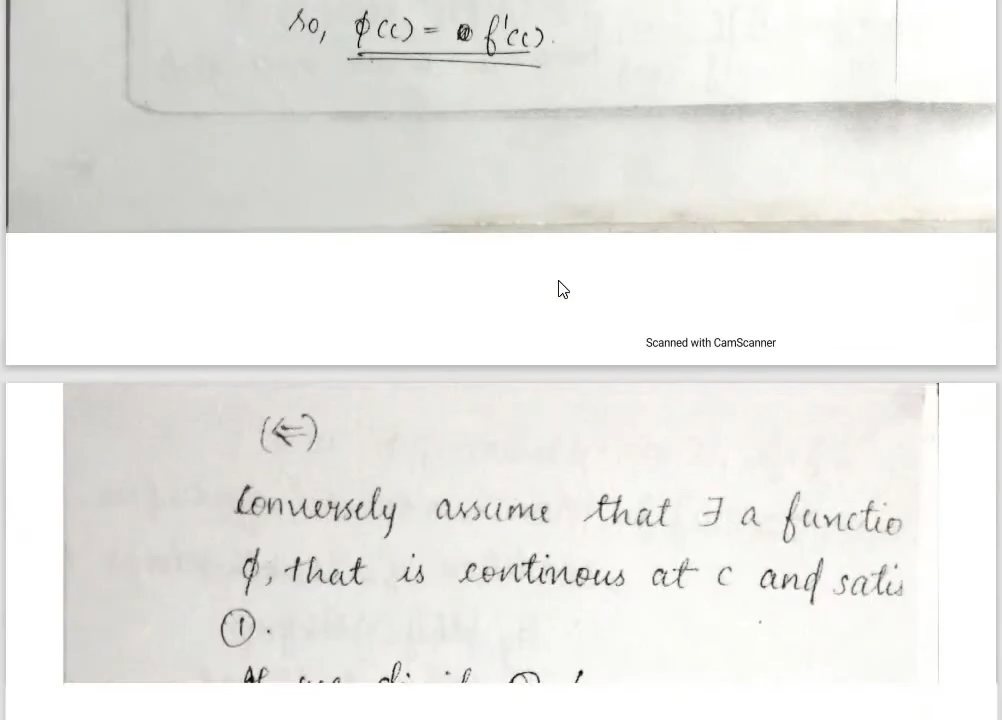 so, φ(c) = f'(c).
Scanned with CamScanner
(⇐)
Conversely assume that ∃ a functio
φ, that is continous at c and satis
①.